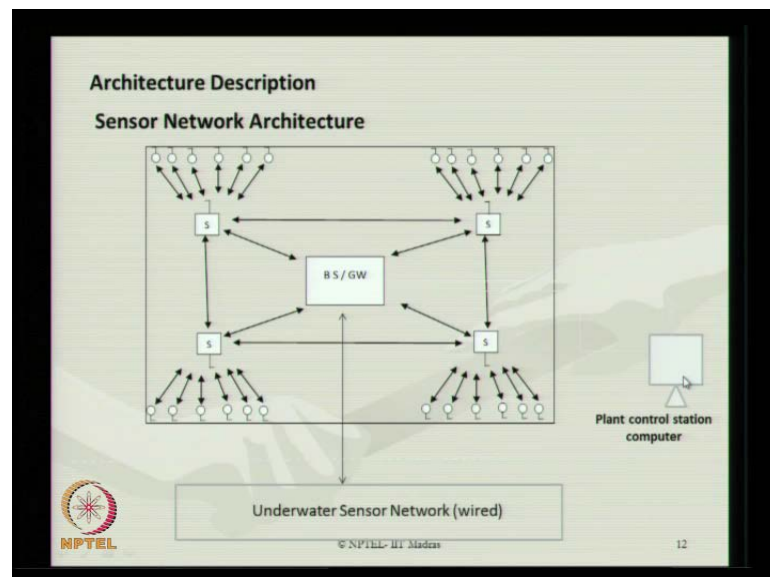 Architecture Description
Sensor Network Architecture
S
S
BS/GW
S
S
Plant control station
computer
Underwater Sensor Network (wired)
NPTEL
© NPTEL- IIT Madras
12